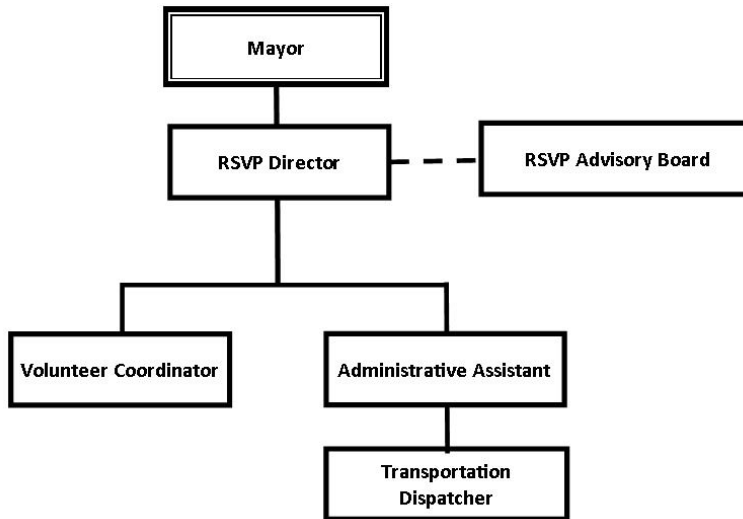 Mayor
RSVP Director
RSVP Advisory Board
Volunteer Coordinator
Administrative Assistant
Transportation
Dispatcher